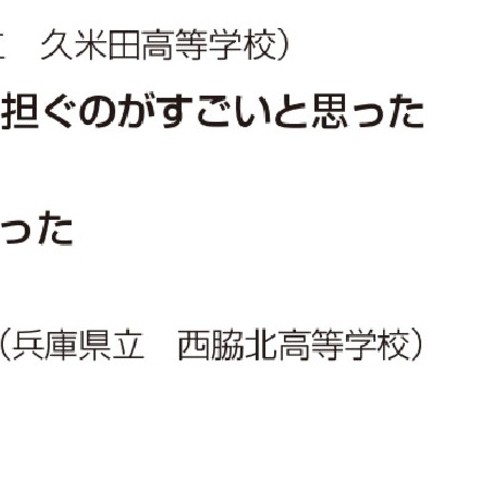 久米田高等学校）
担ぐのがすごいと思った
った
（兵庫県立　西脇北高等学校）